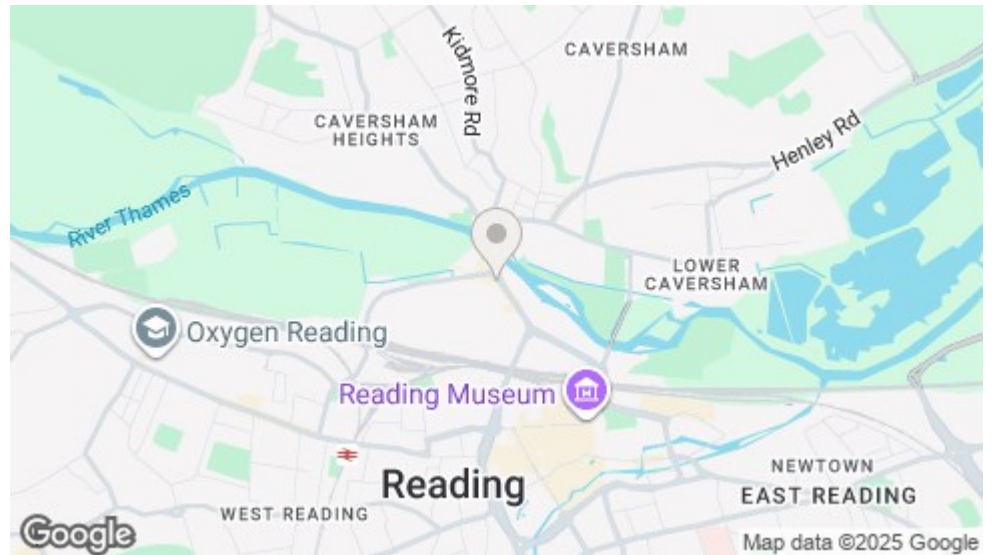 Kidmore Rd
CAVERSHAM
CAVERSHAM
HEIGHTS
Henley Rd
River Thames
LOWER
CAVERSHAM
Oxygen Reading
Reading Museum
Reading
NEWTOWN
EAST READING
WEST READING
Google
Map data ©2025 Google